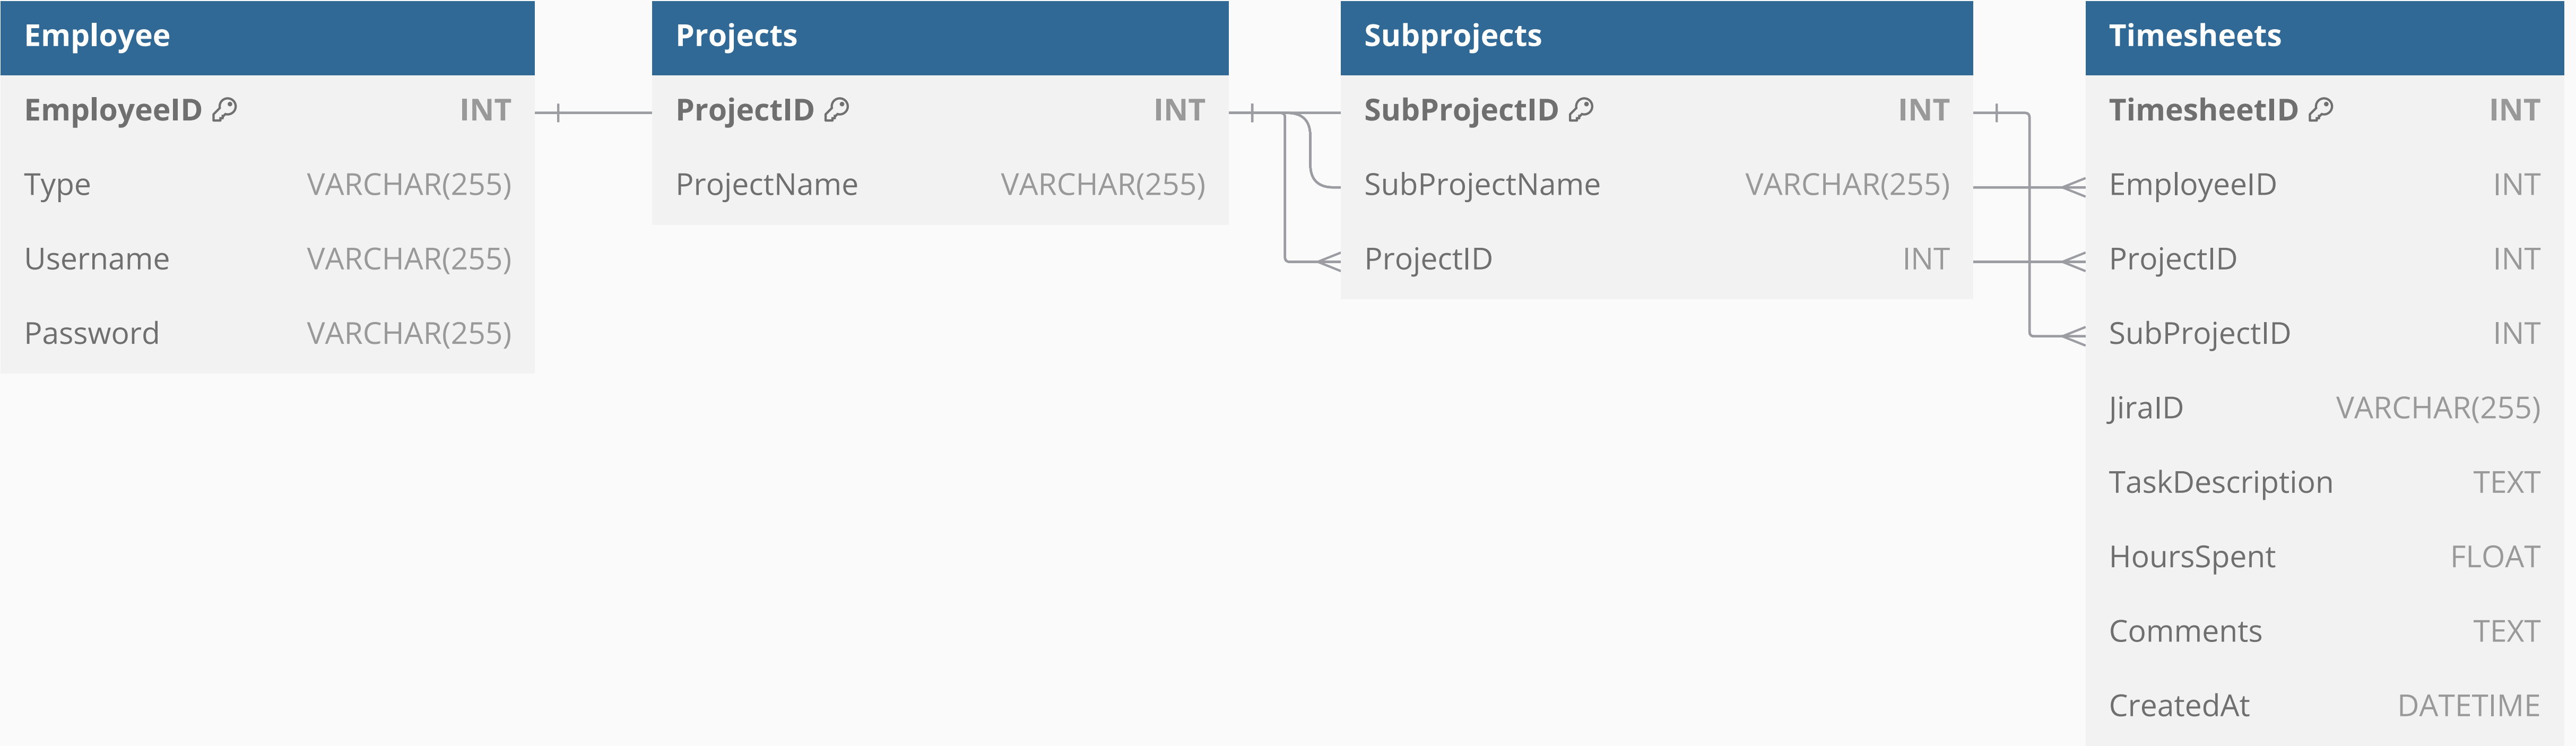 Employee
EmployeeID INT
Type VARCHAR(255)
Username VARCHAR(255)
Password VARCHAR(255)
Projects
ProjectID INT
ProjectName VARCHAR(255)
Subprojects
SubProjectID INT
SubProjectName VARCHAR(255)
ProjectID INT
Timesheets
TimesheetID INT
EmployeeID INT
ProjectID INT
SubProjectID INT
JiraID VARCHAR(255)
TaskDescription TEXT
HoursSpent FLOAT
Comments TEXT
CreatedAt DATETIME